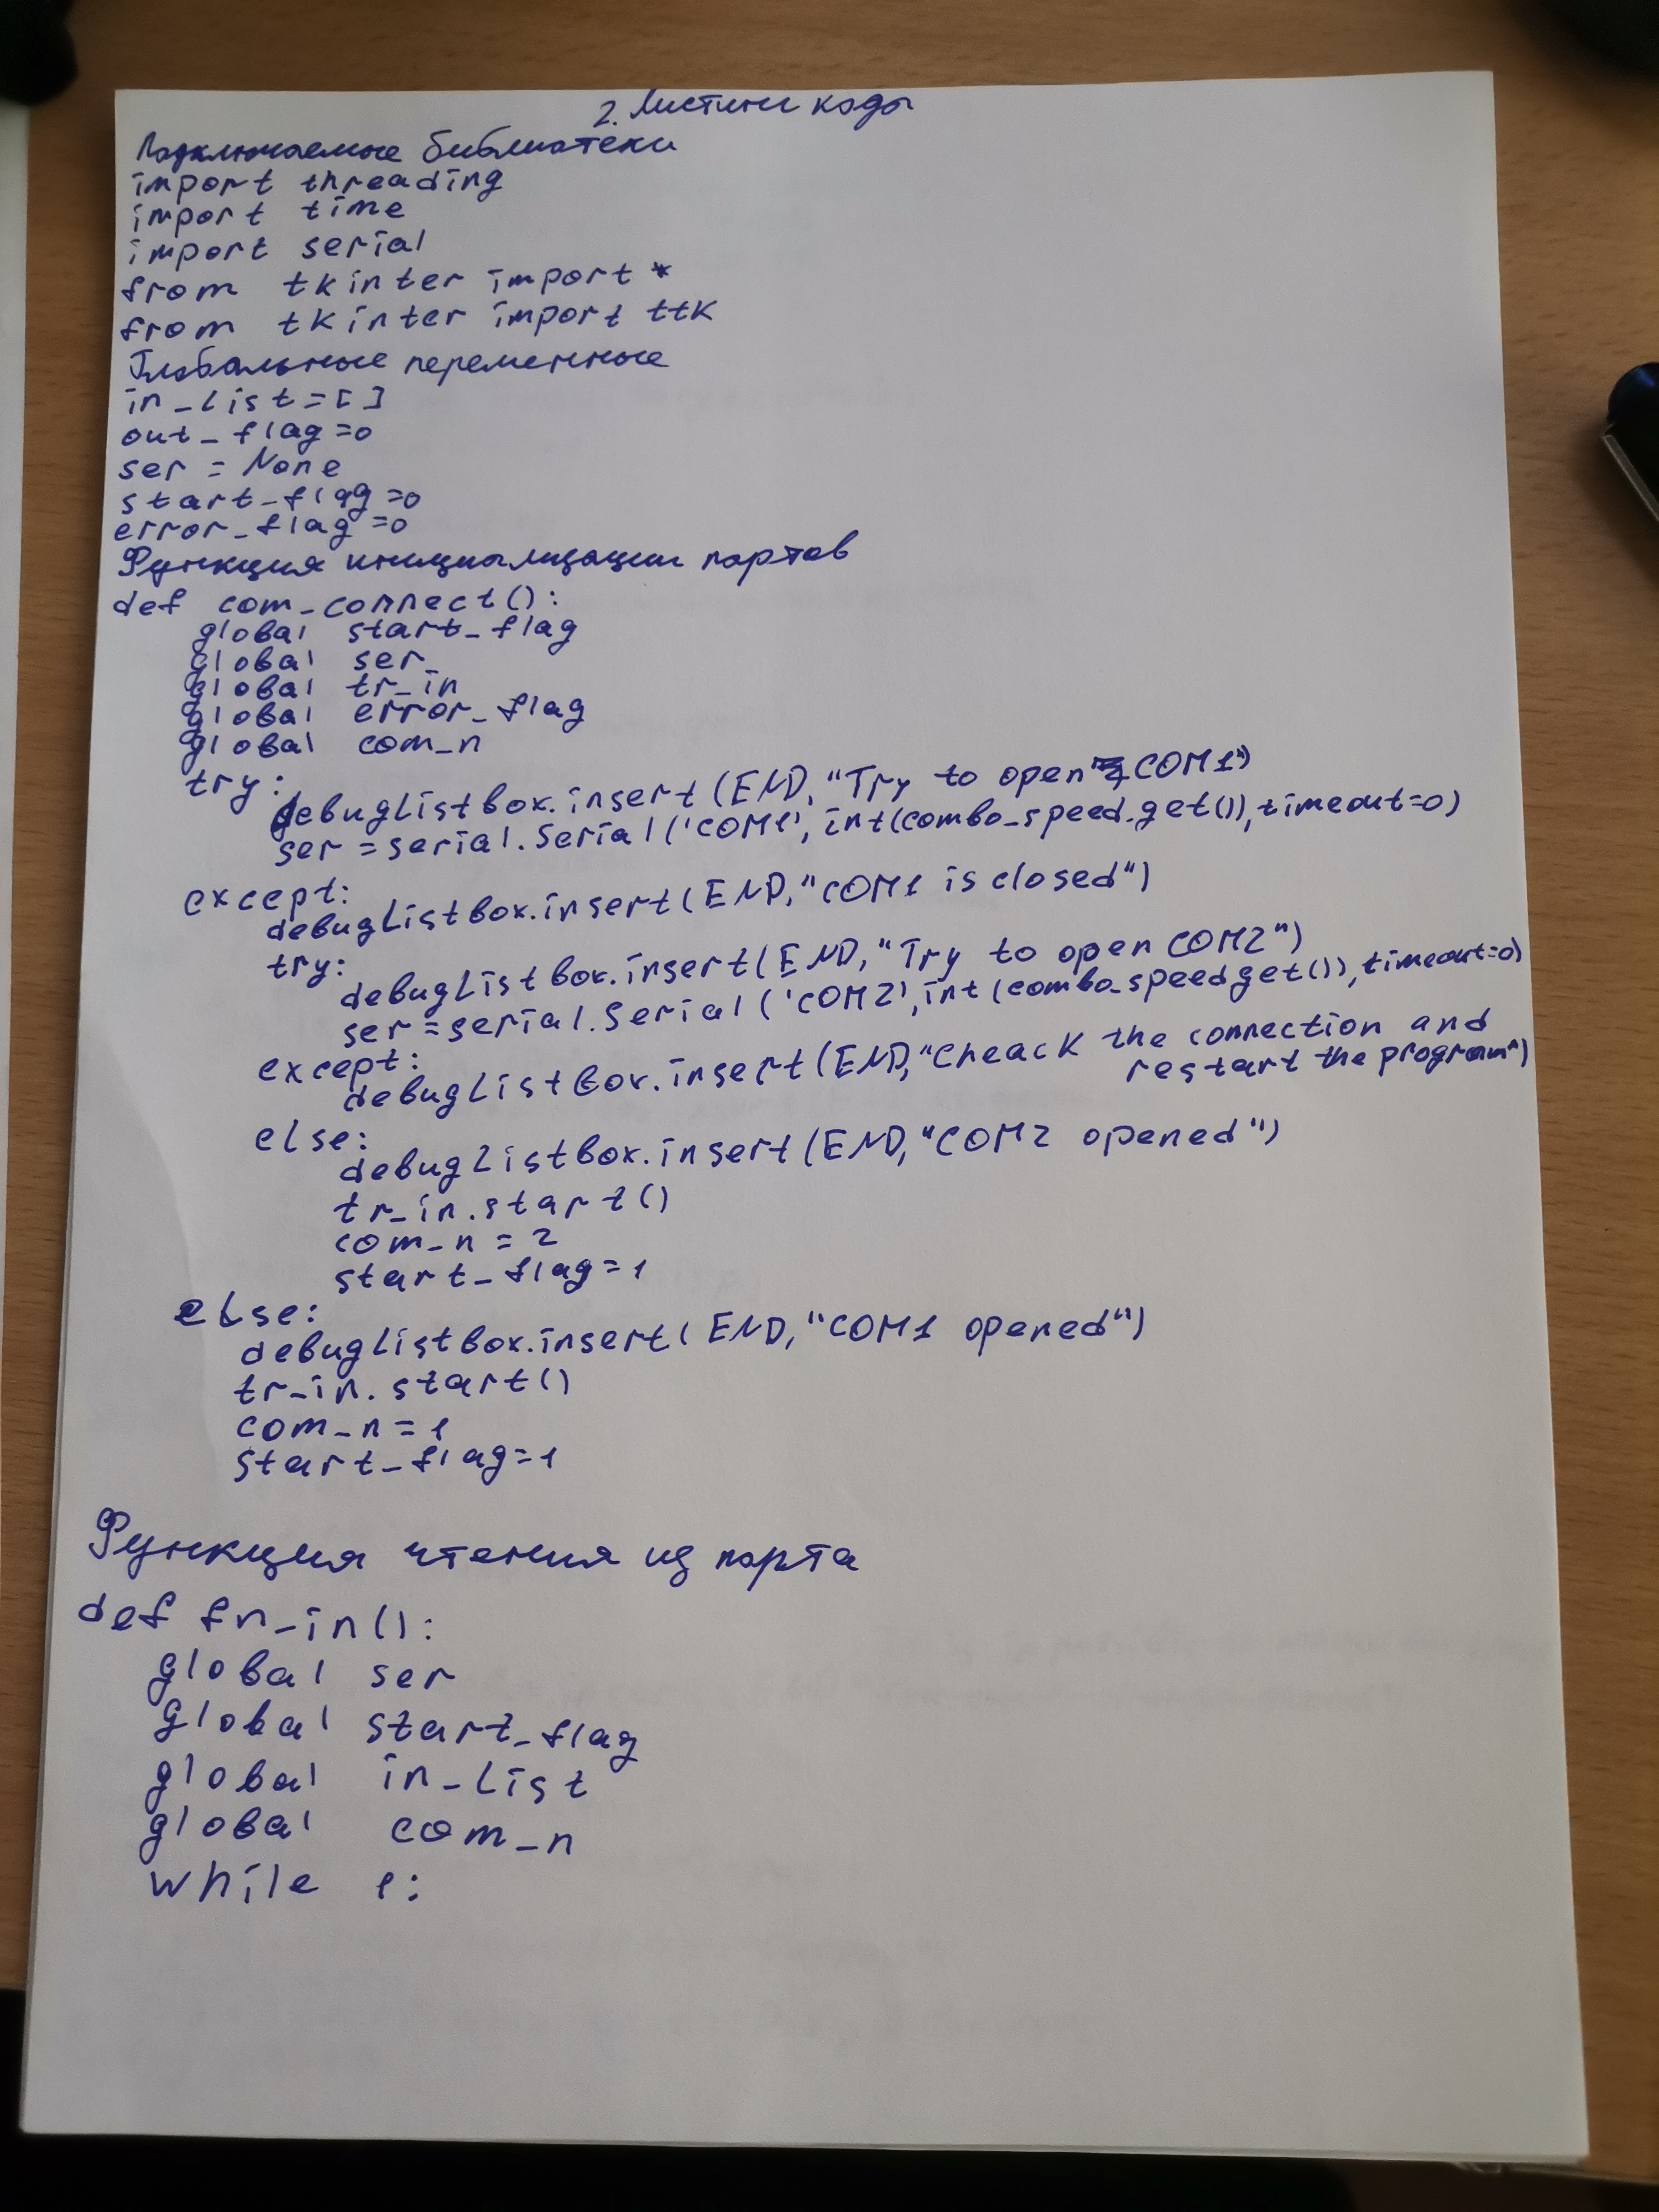 2. Листинг кода
Подключаемые библиотеки
import threading
import time
import serial
from tkinter import *
from tkinter import ttk
Глобальные переменные
in_list=[]
out_flag=0
ser = None
start_flag=0
error_flag=0
Функция инициализации портов
def com_connect():
global start_flag
global ser
global tr_in
global error_flag
global com_n
try:
debugListbox.insert(END,"Try to open COM1")
ser = serial.Serial('COM1', int(combo_speed.get()), timeout=0)
except:
debugListbox.insert(END,"COM1 is closed")
try:
debugListbox.insert(END,"Try to open COM2")
ser = serial.Serial('COM2', int(combo_speed.get()), timeout=0)
except:
debugListbox.insert(END,"Cheack the connection and
restart the program")
else:
debugListbox.insert(END,"COM2 opened")
tr_in.start()
com_n = 2
start_flag=1
else:
debugListbox.insert(END,"COM1 opened")
tr_in.start()
com_n = 1
start_flag=1
Функция чтения из порта
def fn_in():
global ser
global start_flag
global in_list
global com_n
while 1: